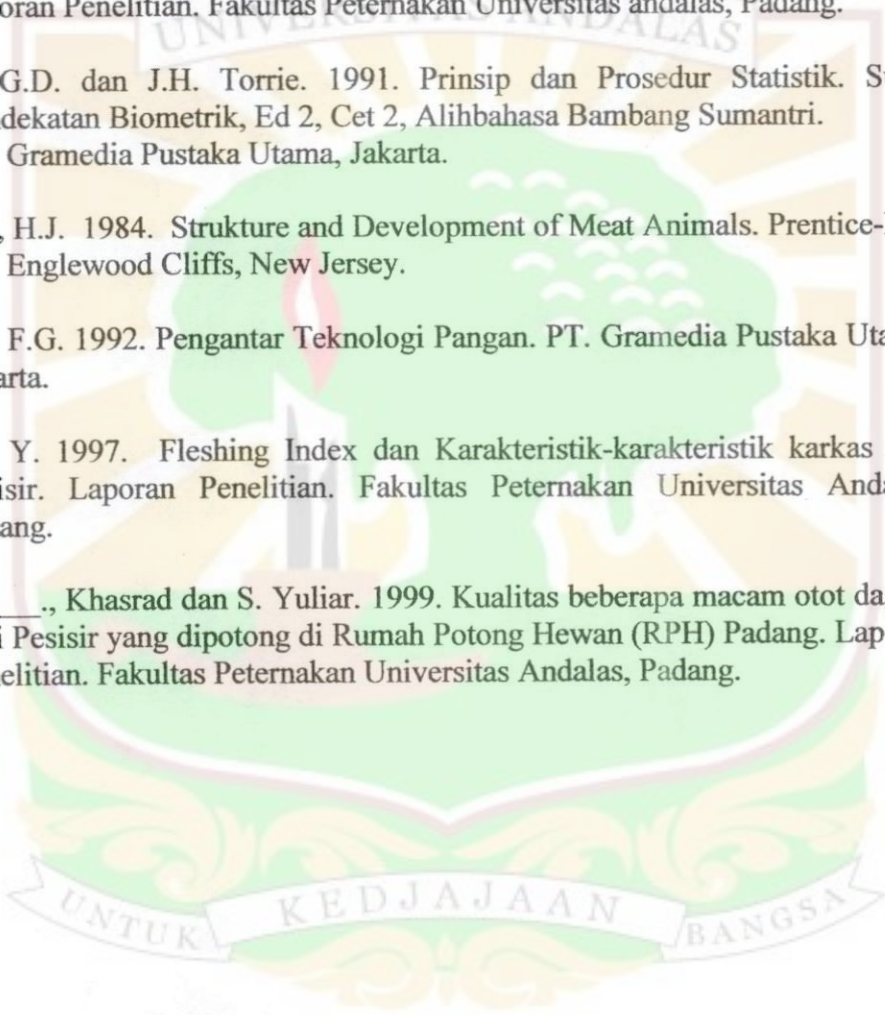 oran Penelitian. Fakultas Peternakan Universitas andalas, Padang.
UNIVERSITAS ANDALAS
G.D. dan J.H. Torrie. 1991. Prinsip dan Prosedur Statistik. S
dekatan Biometrik, Ed 2, Cet 2, Alihbahasa Bambang Sumantri.
Gramedia Pustaka Utama, Jakarta.
, H.J. 1984. Strukture and Development of Meat Animals. Prentice-
Englewood Cliffs, New Jersey.
F.G. 1992. Pengantar Teknologi Pangan. PT. Gramedia Pustaka Uta
arta.
Y. 1997. Fleshing Index dan Karakteristik-karakteristik karkas
isir. Laporan Penelitian. Fakultas Peternakan Universitas Anda
ang.
___., Khasrad dan S. Yuliar. 1999. Kualitas beberapa macam otot da
i Pesisir yang dipotong di Rumah Potong Hewan (RPH) Padang. Lap
elitian. Fakultas Peternakan Universitas Andalas, Padang.
UNTUK KEDJAJAAN BANGSA